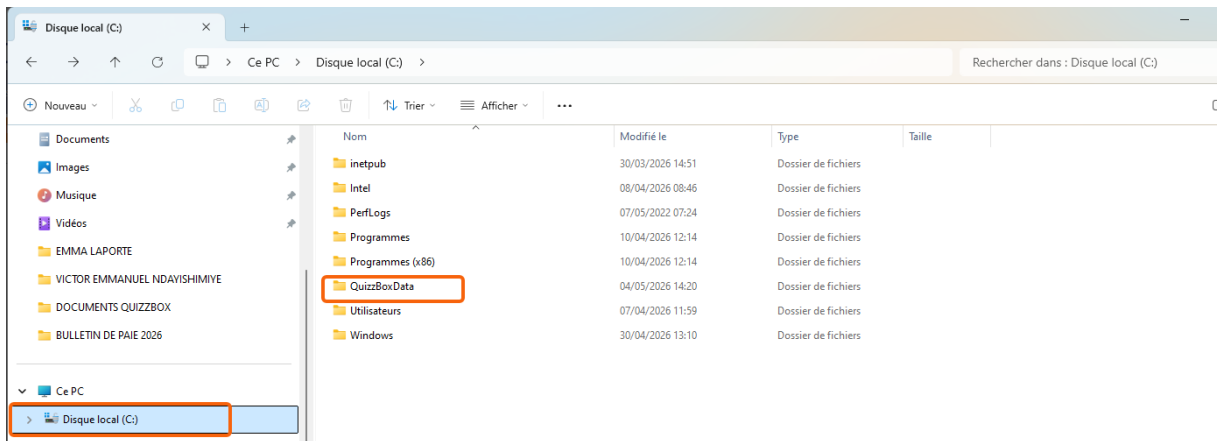 Disque local (C:)
Ce PC > Disque local (C:) >
Rechercher dans : Disque local (C:)
Nouveau
Trier
Afficher
Documents
Images
Musique
Vidéos
EMMA LAPORTE
VICTOR EMMANUEL NDAYISHIMIYE
DOCUMENTS QUIZZBOX
BULLETIN DE PAIE 2026
Ce PC
Disque local (C:)
Nom Modifié le Type Taille
inetpub 30/03/2026 14:51 Dossier de fichiers
Intel 08/04/2026 08:46 Dossier de fichiers
PerfLogs 07/05/2022 07:24 Dossier de fichiers
Programmes 10/04/2026 12:14 Dossier de fichiers
Programmes (x86) 10/04/2026 12:14 Dossier de fichiers
QuizzBoxData 04/05/2026 14:20 Dossier de fichiers
Utilisateurs 07/04/2026 11:59 Dossier de fichiers
Windows 30/04/2026 13:10 Dossier de fichiers